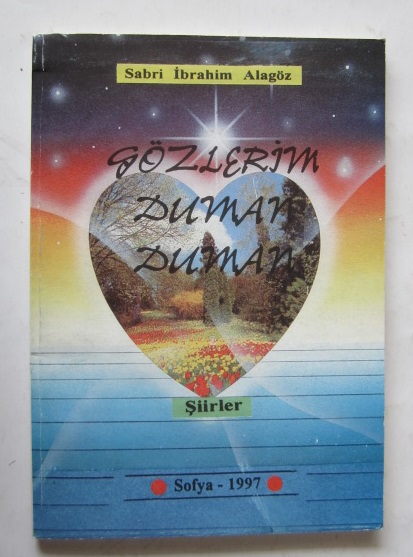 Sabri İbrahim Alagöz
GÖZLERİM
DUMAN
DUMAN
Şiirler
Sofya - 1997